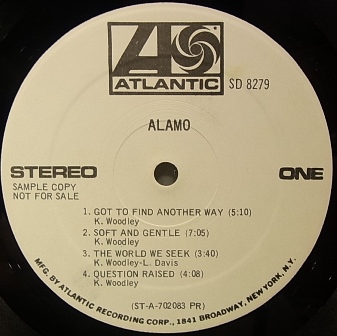 A
ATLANTIC
SD 8279
ALAMO
STEREO
ONE
SAMPLE COPY
NOT FOR SALE
1. GOT TO FIND ANOTHER WAY (5:10)
K. Woodley
2. SOFT AND GENTLE (7:05)
K. Woodley
3. THE WORLD WE SEEK (3:40)
K. Woodley-L. Davis
4. QUESTION RAISED (4:08)
K. Woodley
(ST-A-702083 PR)
MFG. BY ATLANTIC RECORDING CORP., 1841 BROADWAY, NEW YORK, N.Y.